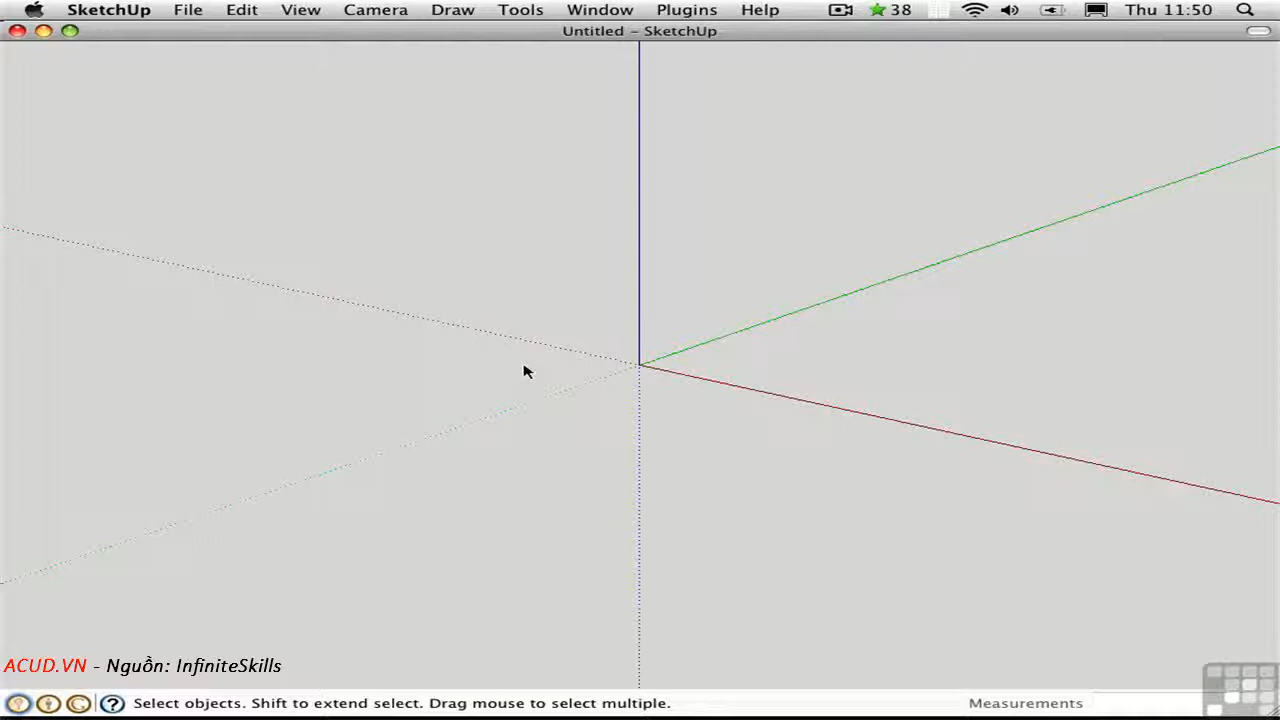 SketchUp File Edit View Camera Draw Tools Window Plugins Help 38 Thu 11:50
Untitled - SketchUp
ACUD.VN - Nguồn: InfiniteSkills
Select objects. Shift to extend select. Drag mouse to select multiple. Measurements